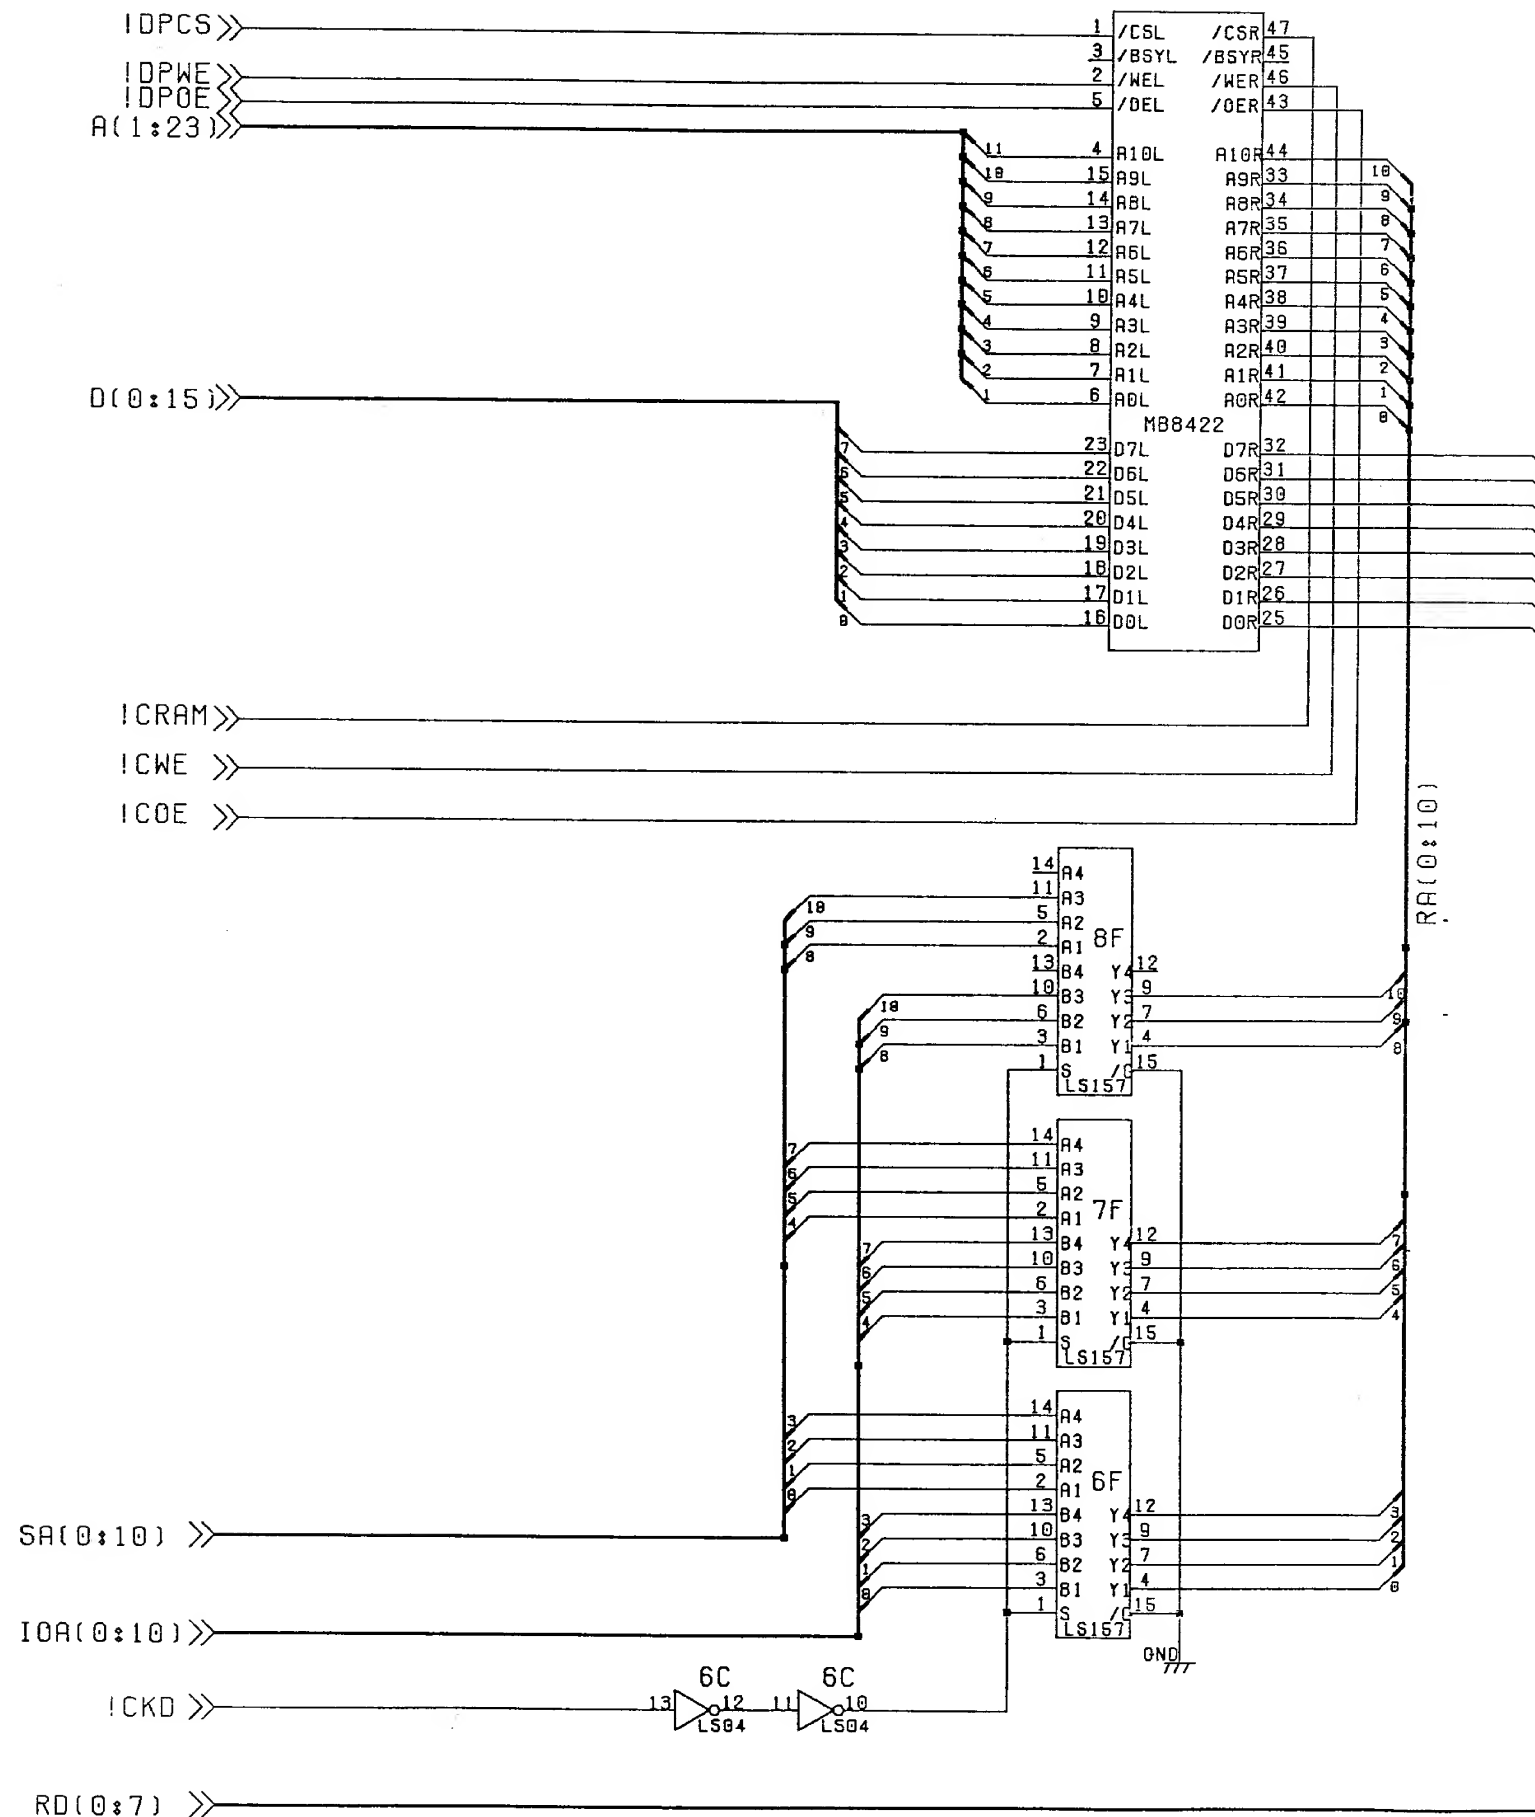 !DPCS
!DPWE
!DPOE
A(1:23)
1 /CSL /CSR 47
3 /BSYL /BSYR 45
2 /WEL /WER 46
5 /OEL /OER 43
11 4 A10L A10R 44 10
10 15 A9L A9R 33 9
9 14 A8L A8R 34 8
8 13 A7L A7R 35 7
7 12 A6L A6R 36 6
6 11 A5L A5R 37 5
5 10 A4L A4R 38 4
4 9 A3L A3R 39 3
3 8 A2L A2R 40 2
2 7 A1L A1R 41 1
1 6 A0L A0R 42 0
MB8422
D(0:15)
7 23 D7L D7R 32
6 22 D6L D6R 31
5 21 D5L D5R 30
4 20 D4L D4R 29
3 19 D3L D3R 28
2 18 D2L D2R 27
1 17 D1L D1R 26
0 16 D0L D0R 25
!CRAM
!CWE
!COE
RA(0:10)
14 A4
10 11 A3
9 5 A2
8 2 A1
8F
13 B4 Y4 12
10 10 B3 Y3 9 10
9 6 B2 Y2 7 9
8 3 B1 Y1 4 8
1 S /G 15
LS157
7 14 A4
6 11 A3
5 5 A2
4 2 A1
7F
7 13 B4 Y4 12 7
6 10 B3 Y3 9 6
5 6 B2 Y2 7 5
4 3 B1 Y1 4 4
1 S /G 15
LS157
3 14 A4
2 11 A3
1 5 A2
0 2 A1
6F
3 13 B4 Y4 12 3
2 10 B3 Y3 9 2
1 6 B2 Y2 7 1
0 3 B1 Y1 4 0
1 S /G 15
LS157
SA(0:10)
IOA(0:10)
GND
6C 6C
!CKD 13 12 11 10
LS04 LS04
RD(0:7)